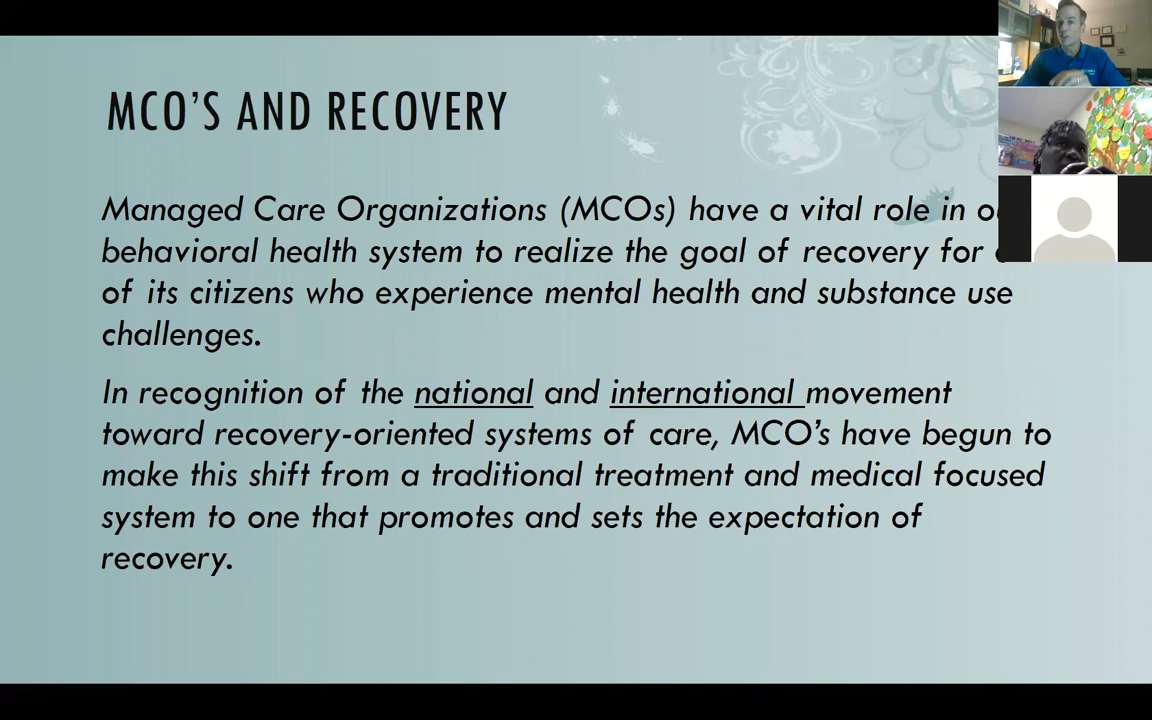 MCO'S AND RECOVERY
Managed Care Organizations (MCOs) have a vital role in
behavioral health system to realize the goal of recovery for
of its citizens who experience mental health and substance use
challenges.
In recognition of the national and international movement
toward recovery-oriented systems of care, MCO's have begun to
make this shift from a traditional treatment and medical focused
system to one that promotes and sets the expectation of
recovery.